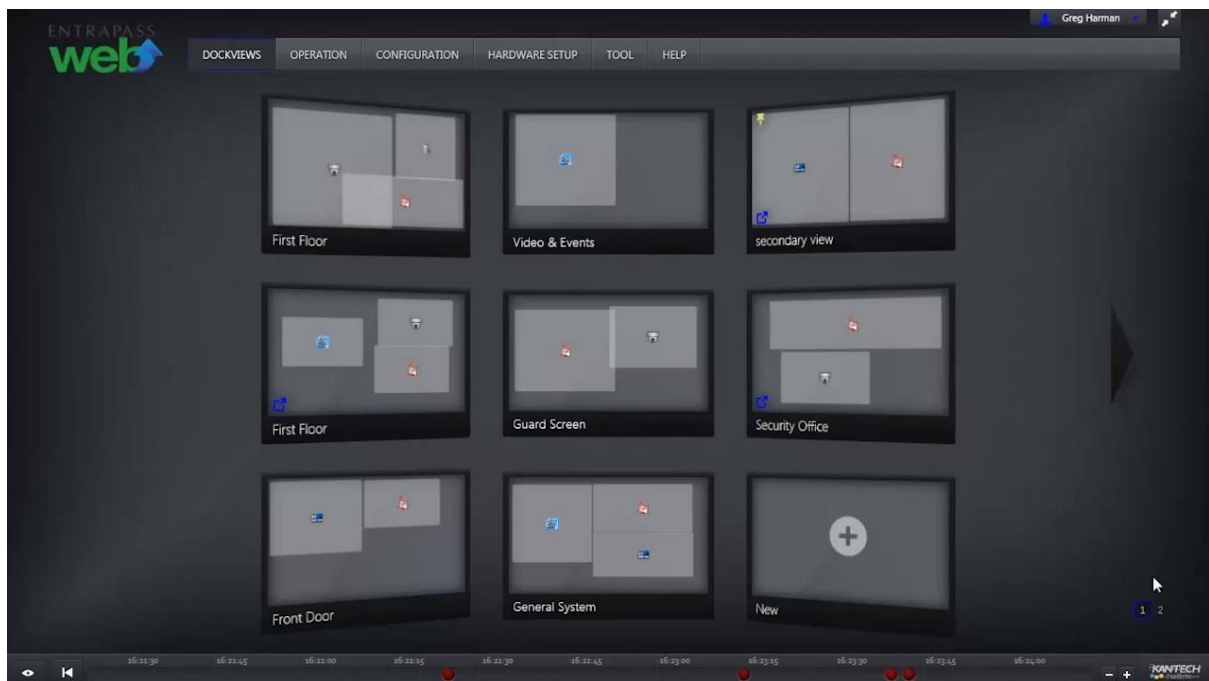 Greg Harman
ENTRAPASS
web
DOCKVIEWS OPERATION CONFIGURATION HARDWARE SETUP TOOL HELP
First Floor Video & Events secondary view
First Floor Guard Screen Security Office
Front Door General System New
1 2
16:21:30 16:21:45 16:22:00 16:22:15 16:22:30 16:22:45 16:23:00 16:23:15 16:23:30 16:23:45 16:24:00
KANTECH